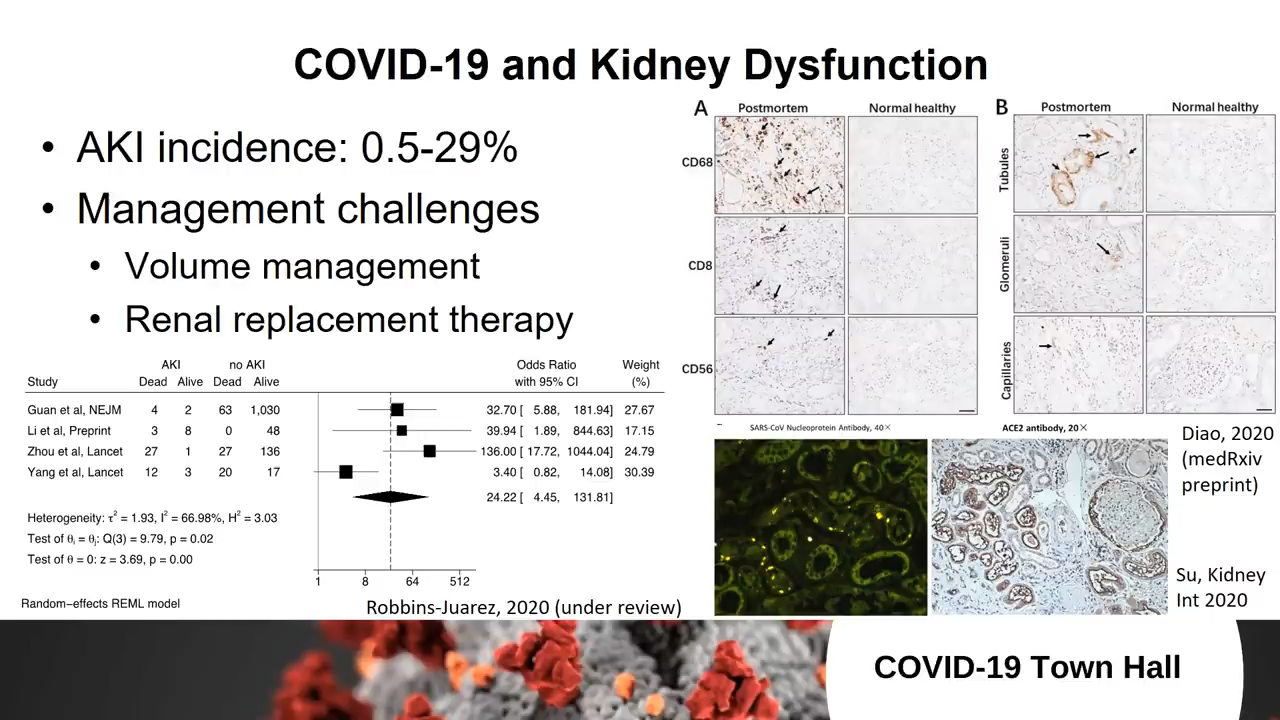 COVID-19 and Kidney Dysfunction
• AKI incidence: 0.5-29%
• Management challenges
• Volume management
• Renal replacement therapy
AKI no AKI Odds Ratio Weight
Study Dead Alive Dead Alive with 95% CI (%)
Guan et al, NEJM 4 2 63 1,030 32.70 [ 5.88, 181.94] 27.67
Li et al, Preprint 3 8 0 48 39.94 [ 1.89, 844.63] 17.15
Zhou et al, Lancet 27 1 27 136 136.00 [ 17.72, 1044.04] 24.79
Yang et al, Lancet 12 3 20 17 3.40 [ 0.82, 14.08] 30.39
24.22 [ 4.45, 131.81]
Heterogeneity: τ² = 1.93, I² = 66.98%, H² = 3.03
Test of θᵢ = θⱼ: Q(3) = 9.79, p = 0.02
Test of θ = 0: z = 3.69, p = 0.00
1 8 64 512
Random−effects REML model
Robbins-Juarez, 2020 (under review)
A Postmortem Normal healthy
CD68
CD8
CD56
B Postmortem Normal healthy
Tubules
Glomeruli
Capillaries
SARS-CoV Nucleoprotein Antibody, 40×
ACE2 antibody, 20×
Diao, 2020
(medRxiv
preprint)
Su, Kidney
Int 2020
COVID-19 Town Hall